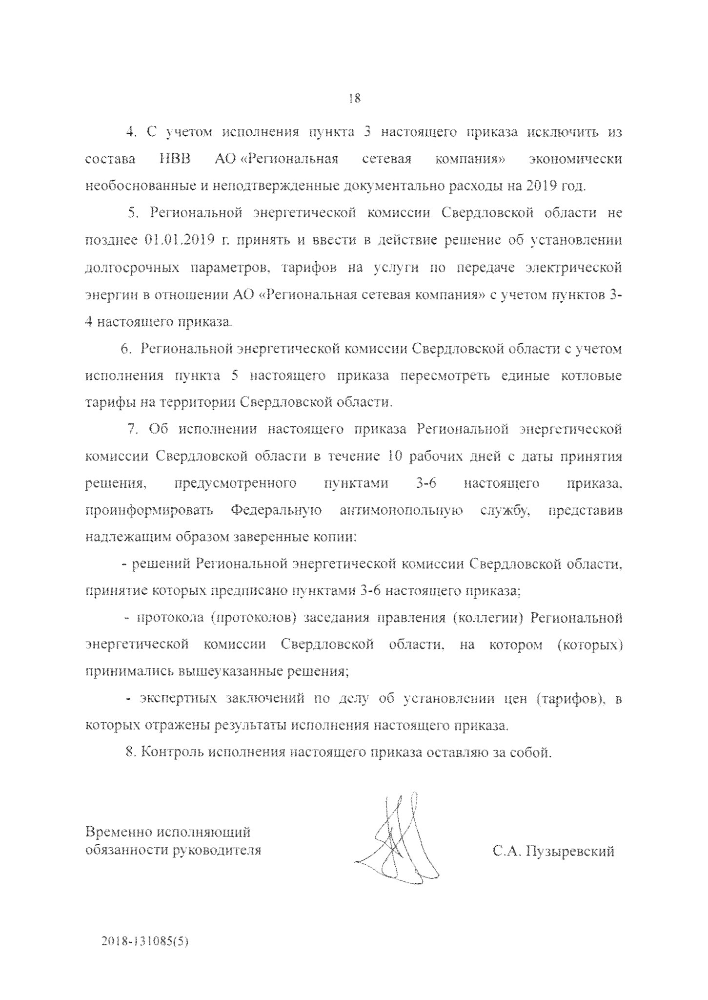 18
4. С учетом исполнения пункта 3 настоящего приказа исключить из
состава НВВ АО «Региональная сетевая компания» экономически
необоснованные и неподтвержденные документально расходы на 2019 год.
5. Региональной энергетической комиссии Свердловской области не
позднее 01.01.2019 г. принять и ввести в действие решение об установлении
долгосрочных параметров, тарифов на услуги по передаче электрической
энергии в отношении АО «Региональная сетевая компания» с учетом пунктов 3-
4 настоящего приказа.
6. Региональной энергетической комиссии Свердловской области с учетом
исполнения пункта 5 настоящего приказа пересмотреть единые котловые
тарифы на территории Свердловской области.
7. Об исполнении настоящего приказа Региональной энергетической
комиссии Свердловской области в течение 10 рабочих дней с даты принятия
решения, предусмотренного пунктами 3-6 настоящего приказа,
проинформировать Федеральную антимонопольную службу, представив
надлежащим образом заверенные копии:
- решений Региональной энергетической комиссии Свердловской области,
принятие которых предписано пунктами 3-6 настоящего приказа;
- протокола (протоколов) заседания правления (коллегии) Региональной
энергетической комиссии Свердловской области, на котором (которых)
принимались вышеуказанные решения;
- экспертных заключений по делу об установлении цен (тарифов), в
которых отражены результаты исполнения настоящего приказа.
8. Контроль исполнения настоящего приказа оставляю за собой.
Временно исполняющий
обязанности руководителя
С.А. Пузыревский
2018-131085(5)